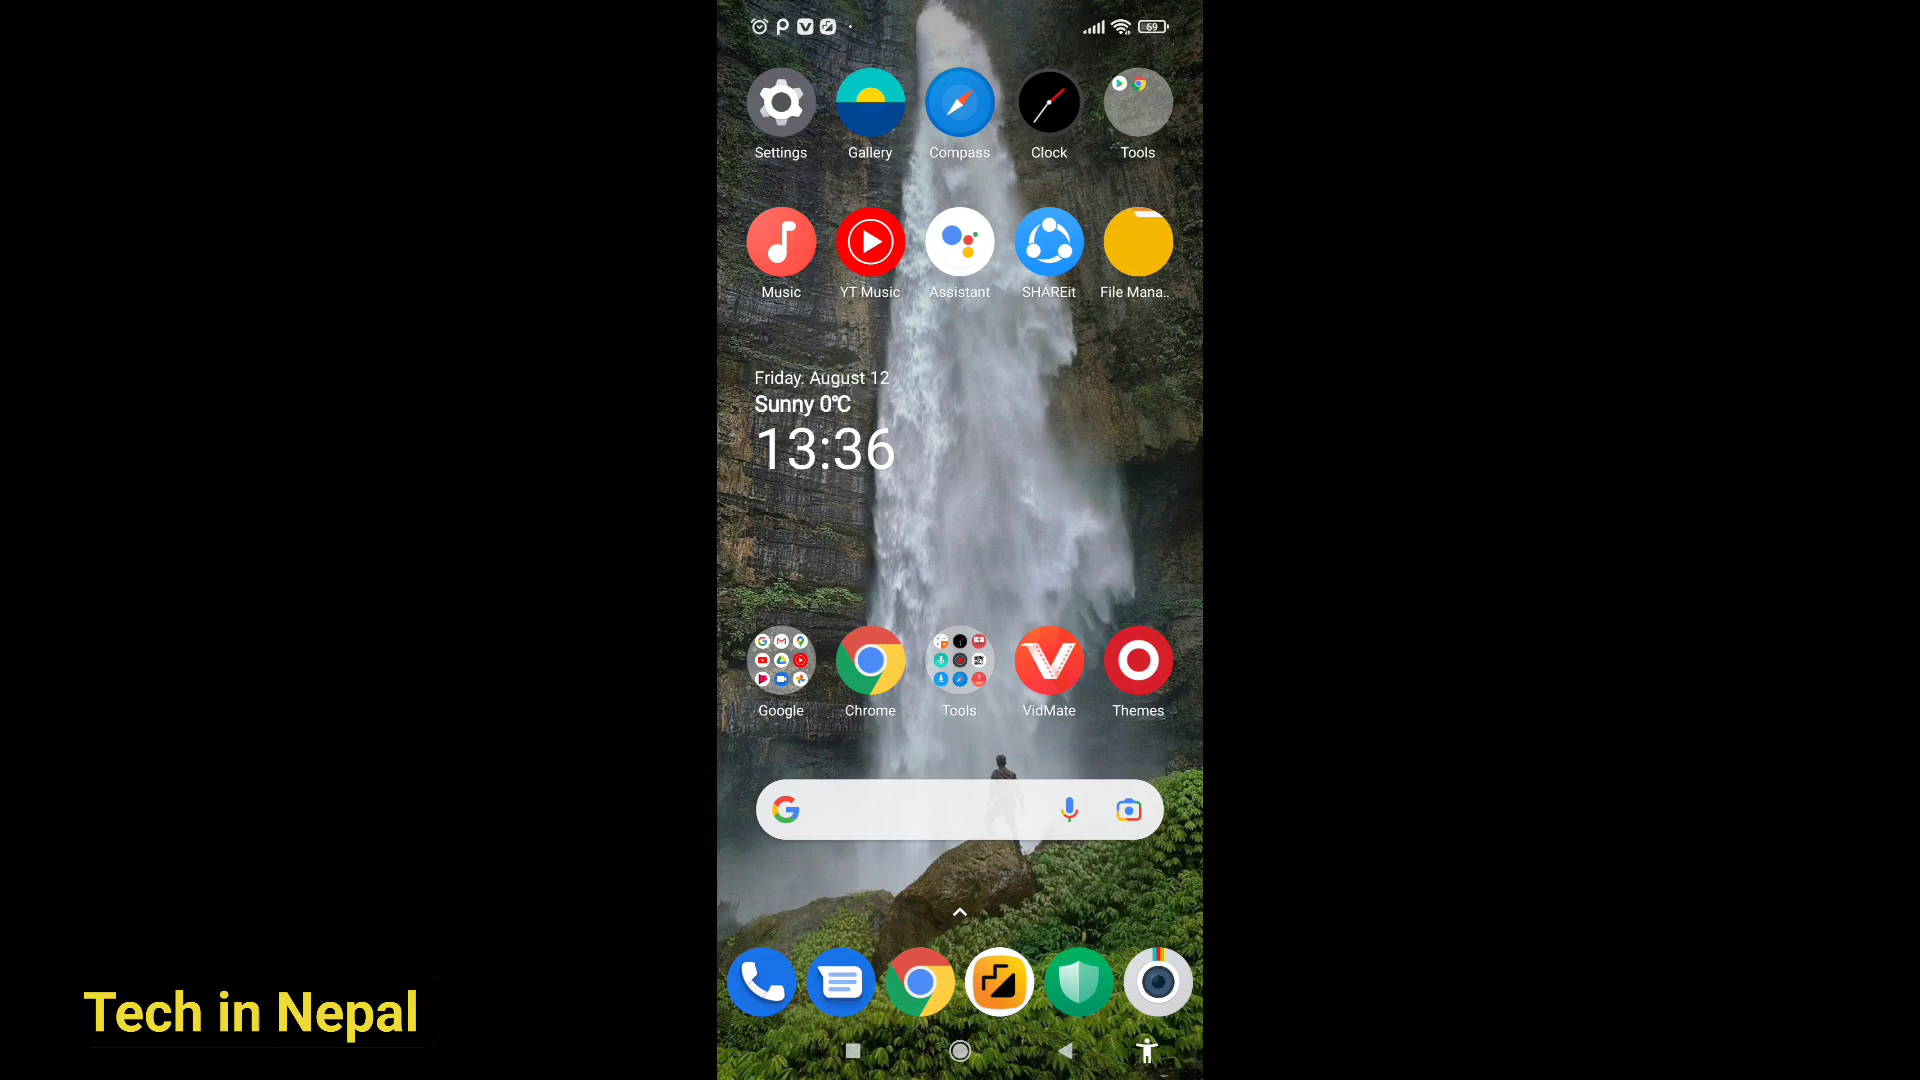 69
Settings
Gallery
Compass
Clock
Tools
Music
YT Music
Assistant
SHAREit
File Mana..
Friday. August 12
Sunny 0℃
13:36
Google
Chrome
Tools
VidMate
Themes
Tech in Nepal